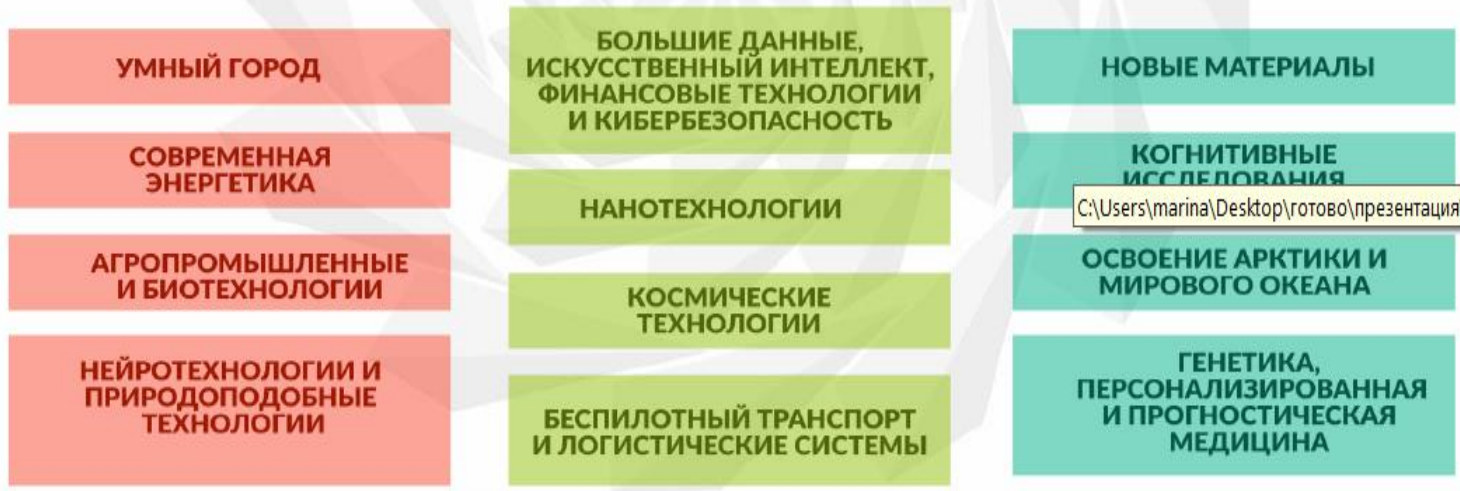 УМНЫЙ ГОРОД
СОВРЕМЕННАЯ
ЭНЕРГЕТИКА
АГРОПРОМЫШЛЕННЫЕ
И БИОТЕХНОЛОГИИ
НЕЙРОТЕХНОЛОГИИ И
ПРИРОДОПОДОБНЫЕ
ТЕХНОЛОГИИ
БОЛЬШИЕ ДАННЫЕ,
ИСКУССТВЕННЫЙ ИНТЕЛЛЕКТ,
ФИНАНСОВЫЕ ТЕХНОЛОГИИ
И КИБЕРБЕЗОПАСНОСТЬ
НАНОТЕХНОЛОГИИ
КОСМИЧЕСКИЕ
ТЕХНОЛОГИИ
БЕСПИЛОТНЫЙ ТРАНСПОРТ
И ЛОГИСТИЧЕСКИЕ СИСТЕМЫ
НОВЫЕ МАТЕРИАЛЫ
КОГНИТИВНЫЕ
ИССЛЕДОВАНИЯ
C:\Users\marina\Desktop\готово\презентация
ОСВОЕНИЕ АРКТИКИ И
МИРОВОГО ОКЕАНА
ГЕНЕТИКА,
ПЕРСОНАЛИЗИРОВАННАЯ
И ПРОГНОСТИЧЕСКАЯ
МЕДИЦИНА